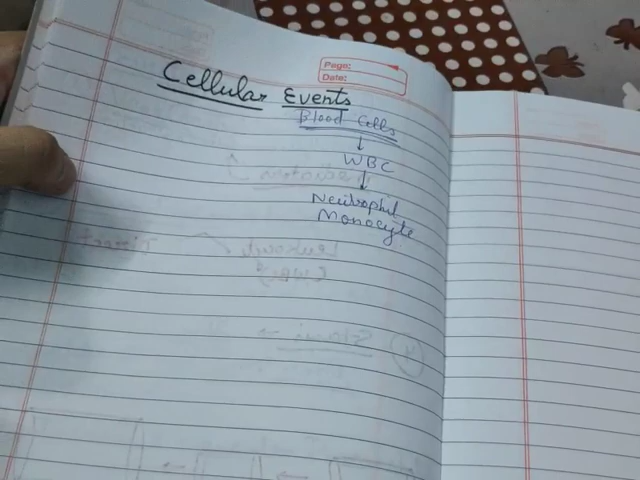 Page:
Date:
Cellular Events
Blood Cells
↓
WBC
↓
Neutrophil
Monocyte